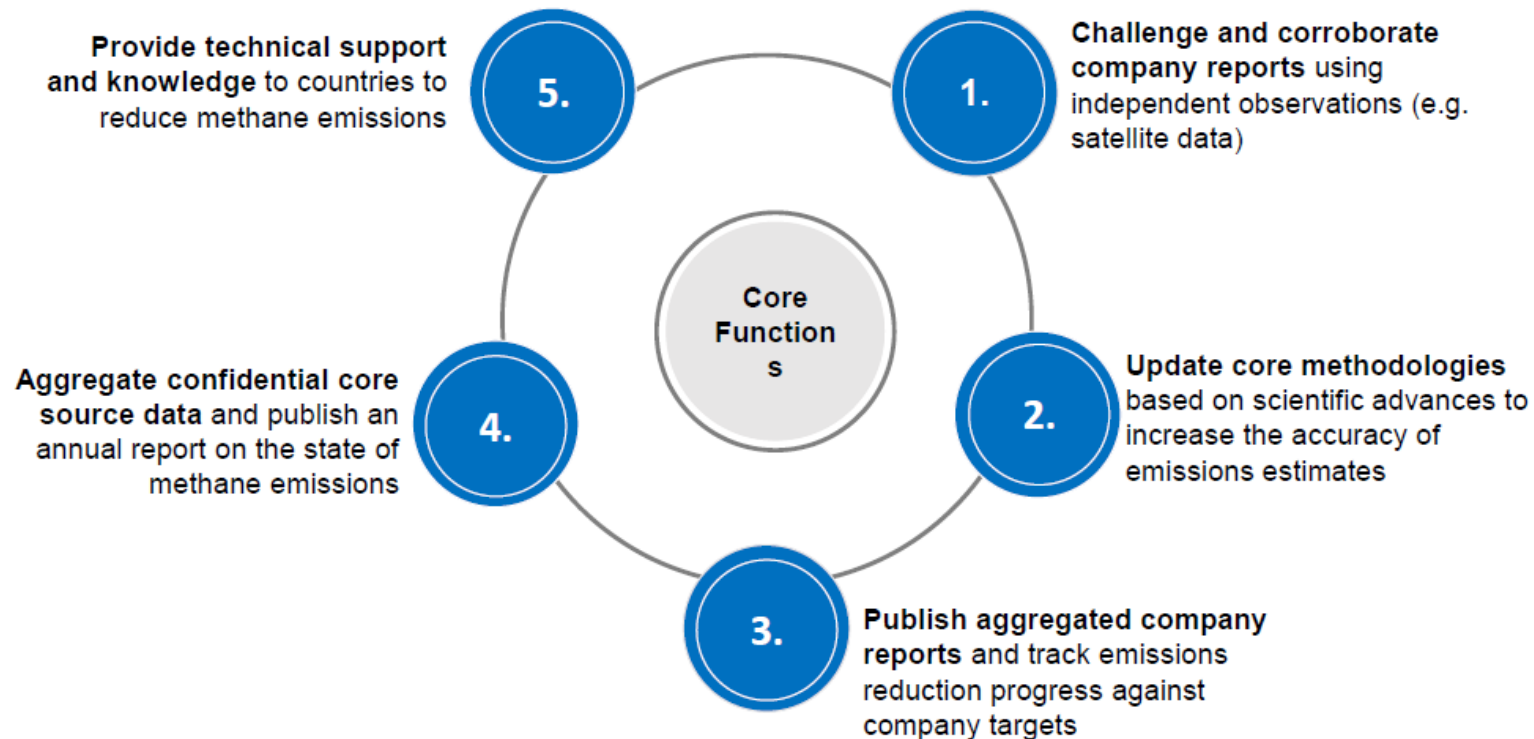 1.
Challenge and corroborate
company reports using
independent observations (e.g.
satellite data)
2.
Update core methodologies
based on scientific advances to
increase the accuracy of
emissions estimates
3.
Publish aggregated company
reports and track emissions
reduction progress against
company targets
4.
Aggregate confidential core
source data and publish an
annual report on the state of
methane emissions
5.
Provide technical support
and knowledge to countries to
reduce methane emissions
Core
Function
s